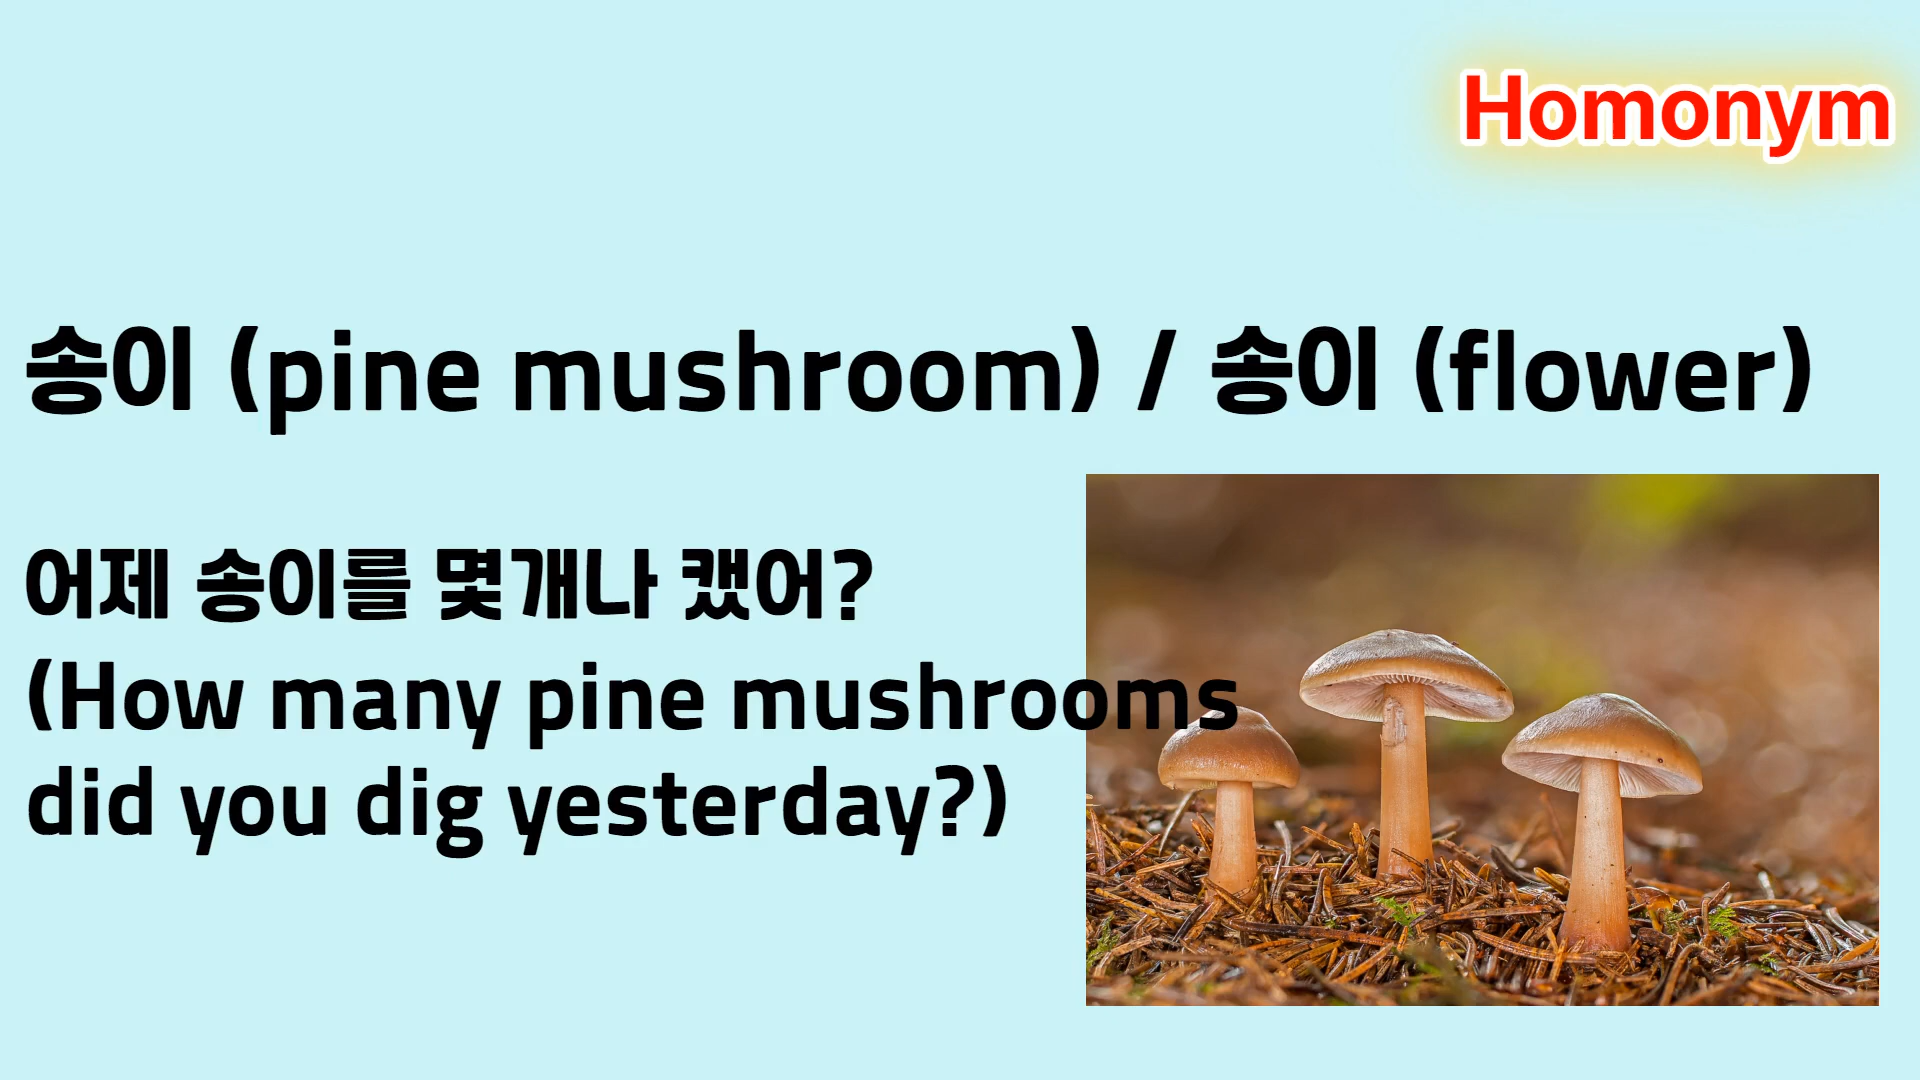 Homonym
송이 (pine mushroom) / 송이 (flower)
어제 송이를 몇개나 캤어?
(How many pine mushrooms
did you dig yesterday?)